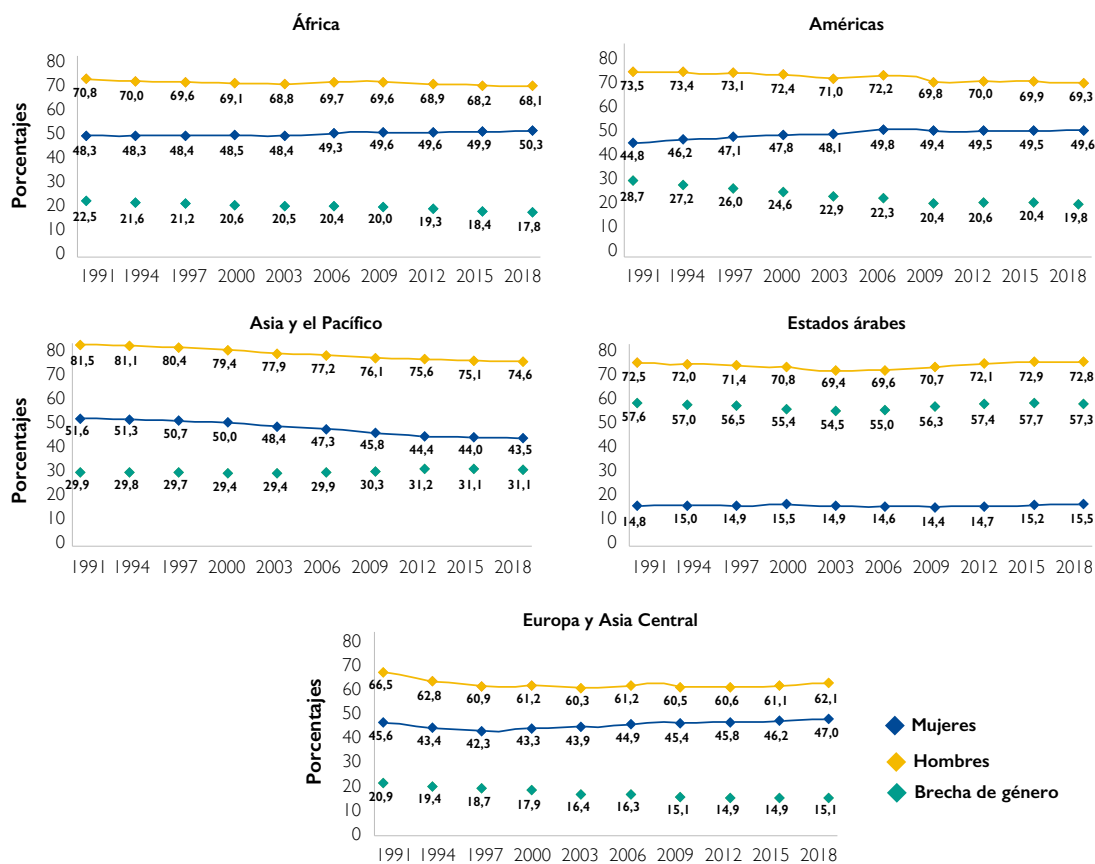 África
Porcentajes
80
70
60
50
40
30
20
10
0
70,8 70,0 69,6 69,1 68,8 69,7 69,6 68,9 68,2 68,1
48,3 48,3 48,4 48,5 48,4 49,3 49,6 49,6 49,9 50,3
22,5 21,6 21,2 20,6 20,5 20,4 20,0 19,3 18,4 17,8
1991 1994 1997 2000 2003 2006 2009 2012 2015 2018
Américas
80
70
60
50
40
30
20
10
0
73,5 73,4 73,1 72,4 71,0 72,2 69,8 70,0 69,9 69,3
44,8 46,2 47,1 47,8 48,1 49,8 49,4 49,5 49,5 49,6
28,7 27,2 26,0 24,6 22,9 22,3 20,4 20,6 20,4 19,8
1991 1994 1997 2000 2003 2006 2009 2012 2015 2018
Asia y el Pacífico
Porcentajes
80
70
60
50
40
30
20
10
0
81,5 81,1 80,4 79,4 77,9 77,2 76,1 75,6 75,1 74,6
51,6 51,3 50,7 50,0 48,4 47,3 45,8 44,4 44,0 43,5
29,9 29,8 29,7 29,4 29,4 29,9 30,3 31,2 31,1 31,1
1991 1994 1997 2000 2003 2006 2009 2012 2015 2018
Estados árabes
80
70
60
50
40
30
20
10
0
72,5 72,0 71,4 70,8 69,4 69,6 70,7 72,1 72,9 72,8
57,6 57,0 56,5 55,4 54,5 55,0 56,3 57,4 57,7 57,3
14,8 15,0 14,9 15,5 14,9 14,6 14,4 14,7 15,2 15,5
1991 1994 1997 2000 2003 2006 2009 2012 2015 2018
Europa y Asia Central
Porcentajes
80
70
60
50
40
30
20
10
0
66,5 62,8 60,9 61,2 60,3 61,2 60,5 60,6 61,1 62,1
45,6 43,4 42,3 43,3 43,9 44,9 45,4 45,8 46,2 47,0
20,9 19,4 18,7 17,9 16,4 16,3 15,1 14,9 14,9 15,1
1991 1994 1997 2000 2003 2006 2009 2012 2015 2018
Mujeres
Hombres
Brecha de género